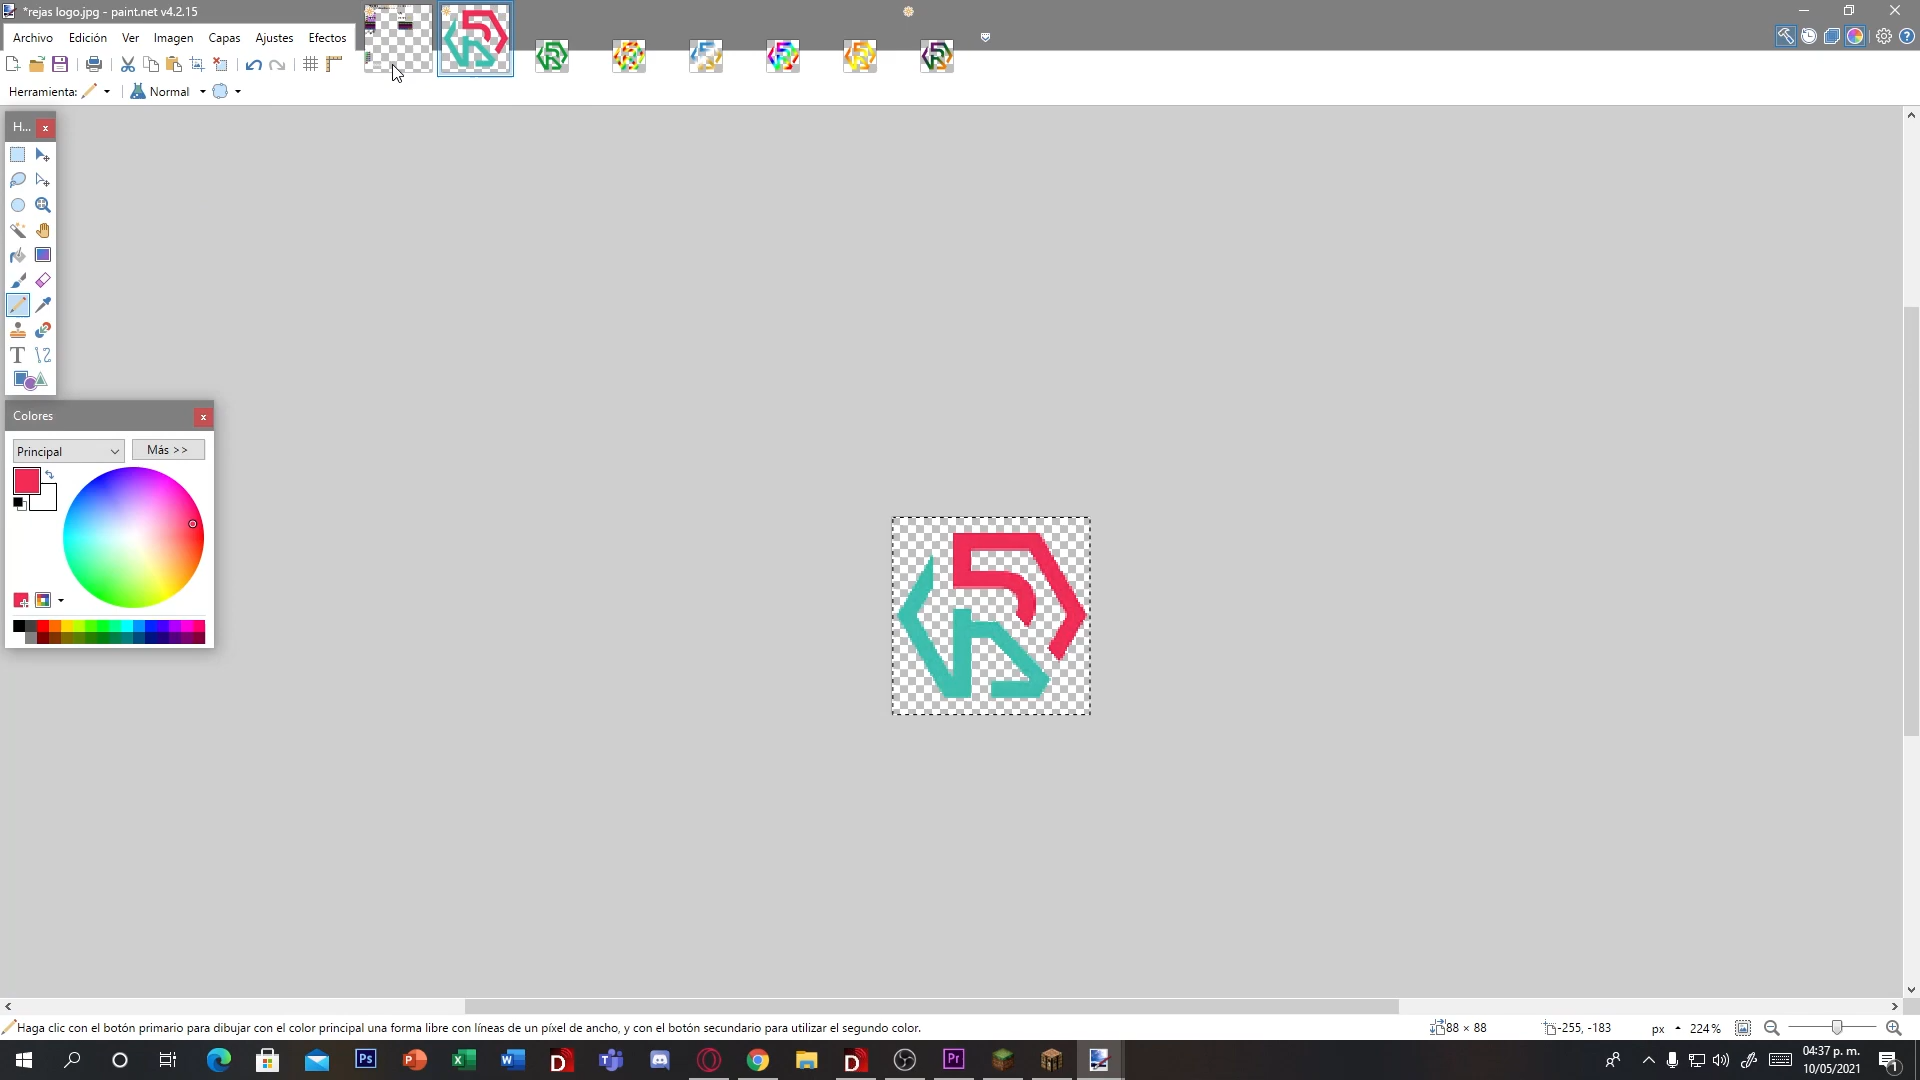 *rejas logo.jpg - paint.net v4.2.15
Archivo Edición Ver Imagen Capas Ajustes Efectos
Herramienta: Normal
H...
Colores
Principal Más >>
Haga clic con el botón primario para dibujar con el color principal una forma libre con líneas de un píxel de ancho, y con el botón secundario para utilizar el segundo color.
88 × 88 -255, -183 px 224%
04:37 p. m.
10/05/2021